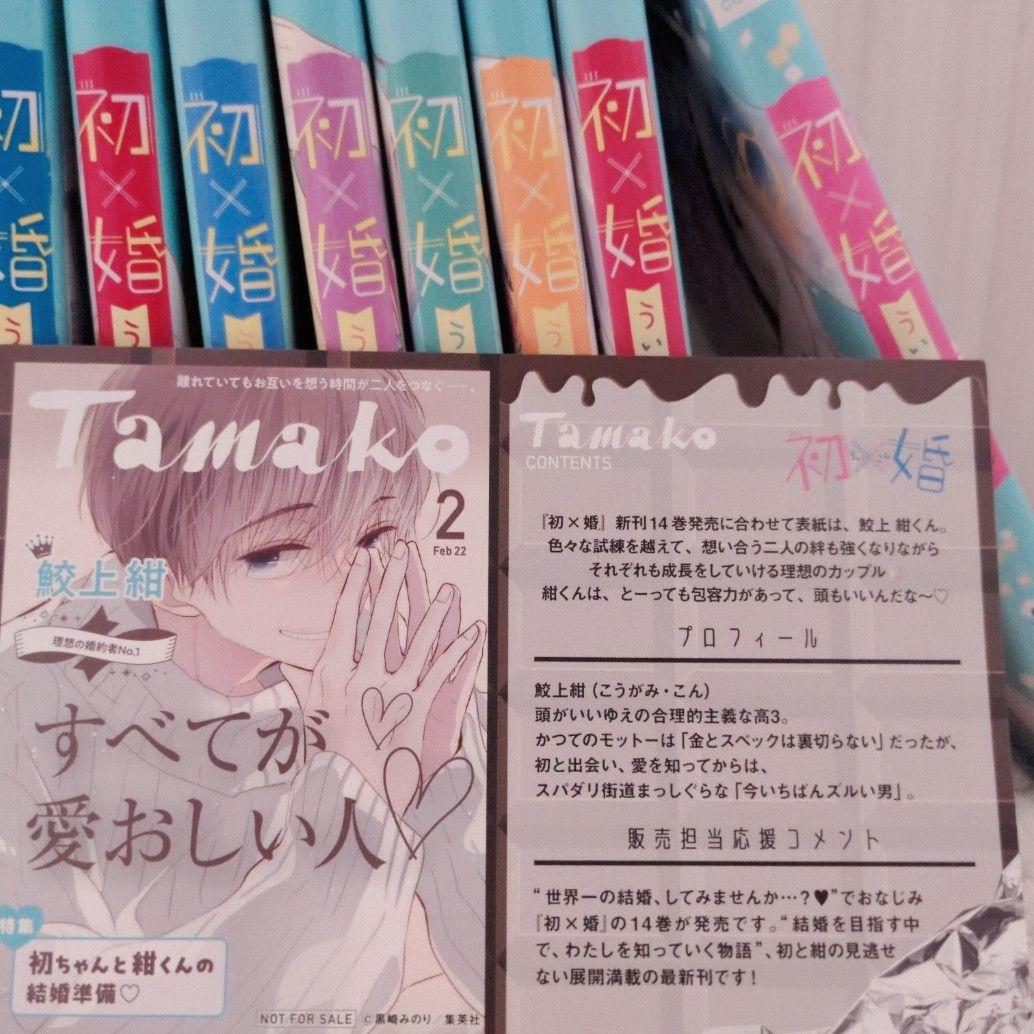 初×婚
初×婚 う
初×婚 う
初×婚 う
初×婚 う
初×婚 う
初×婚 うい
初×婚 ういI
離れていてもお互いを想う時間が二人をつなぐ──。
Tamako
2
Feb 22
鮫上紺
理想の婚約者No.1
すべてが
愛おしい人
特集
初ちゃんと紺くんの
結婚準備♡
NOT FOR SALE ©黒崎みのり／集英社
Tamako
CONTENTS
初×婚
『初×婚』新刊14巻発売に合わせて表紙は、鮫上 紺くん。
色々な試練を越えて、想い合う二人の絆も強くなりながら
それぞれも成長をしていける理想のカップル
紺くんは、とーっても包容力があって、頭もいいんだな〜♡
プロフィール
鮫上紺（こうがみ・こん）
頭がいいゆえの合理的主義な高3。
かつてのモットーは「金とスペックは裏切らない」だったが、
初と出会い、愛を知ってからは、
スパダリ街道まっしぐらな「今いちばんズルい男」。
販売担当応援コメント
“世界一の結婚、してみませんか…？♥”でおなじみ
『初×婚』の14巻が発売です。“結婚を目指す中
で、わたしを知っていく物語”、初と紺の見逃せ
ない展開満載の最新刊です！